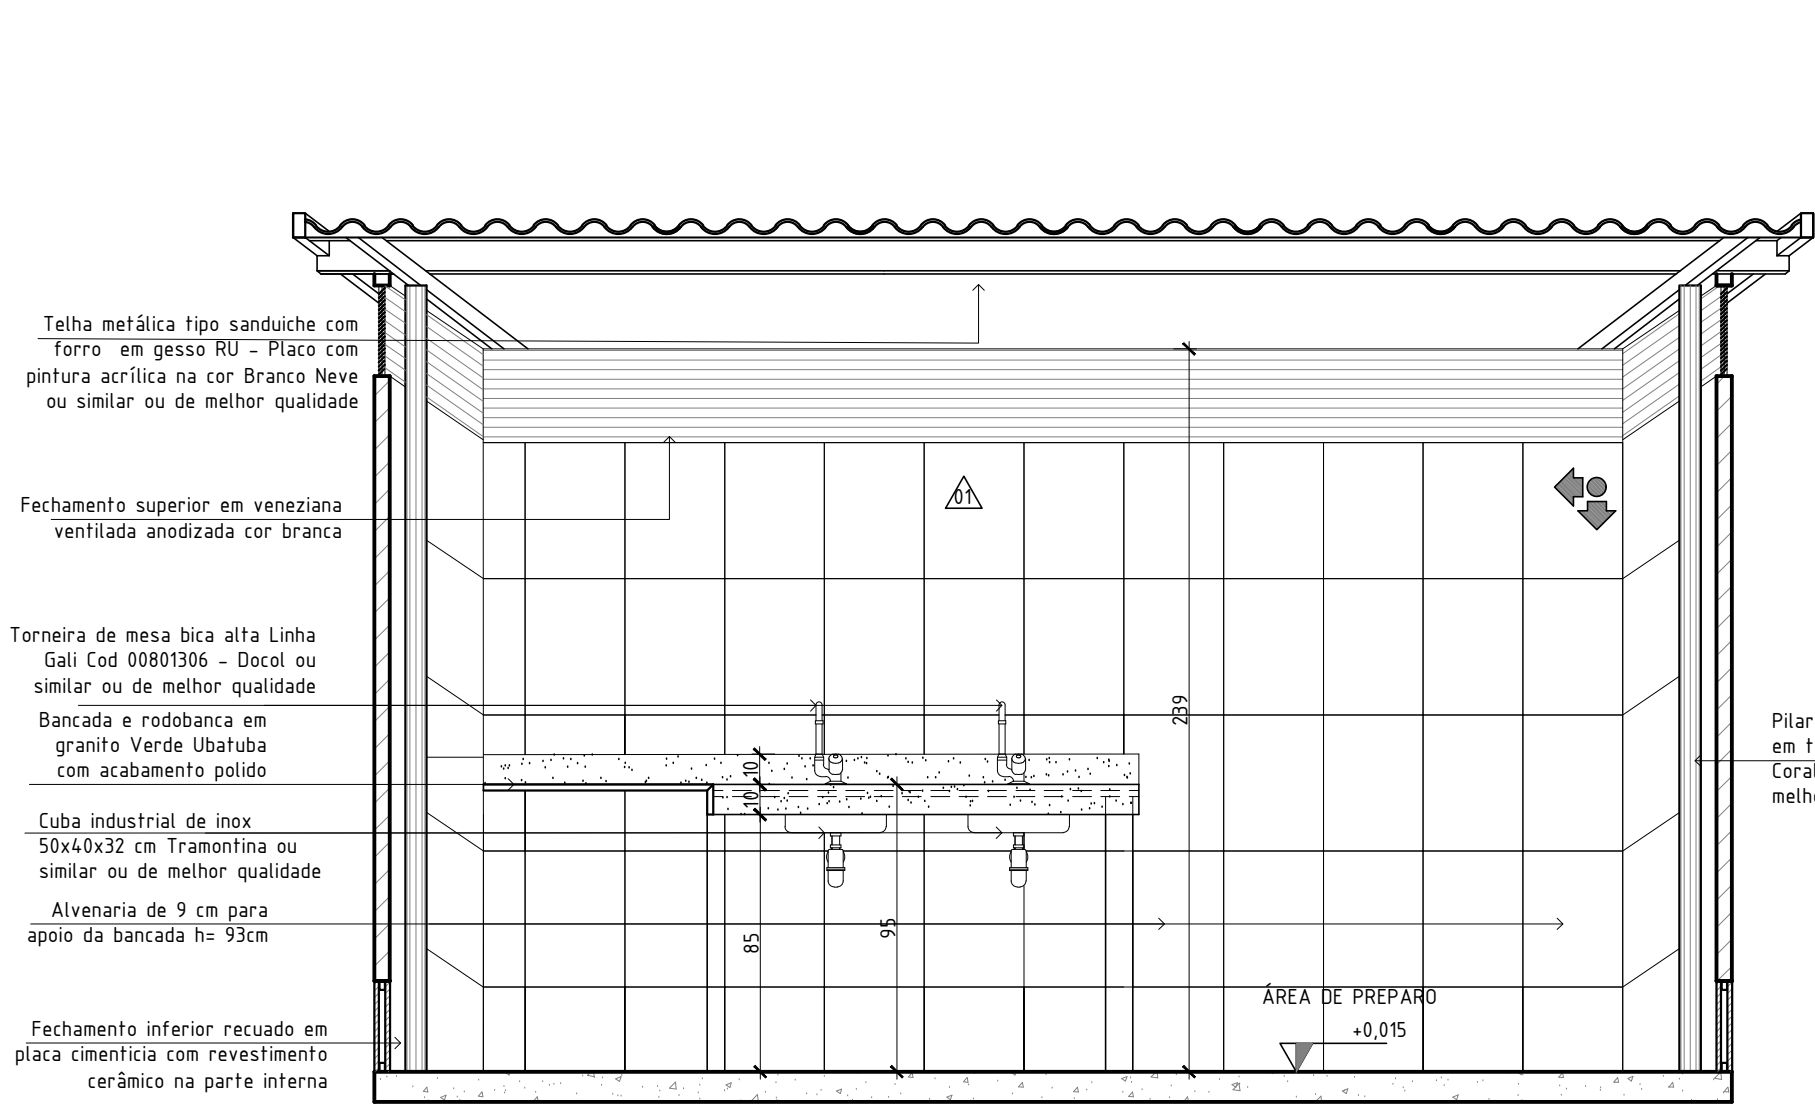 Telha metálica tipo sanduiche com
forro em gesso RU - Placo com
pintura acrílica na cor Branco Neve
ou similar ou de melhor qualidade
Fechamento superior em veneziana
ventilada anodizada cor branca
01
Torneira de mesa bica alta Linha
Gali Cod 00801306 - Docol ou
similar ou de melhor qualidade
Bancada e rodobanca em
granito Verde Ubatuba
com acabamento polido
Cuba industrial de inox
50x40x32 cm Tramontina ou
similar ou de melhor qualidade
Alvenaria de 9 cm para
apoio da bancada h= 93cm
Fechamento inferior recuado em
placa cimenticia com revestimento
cerâmico na parte interna
239
10
10
85
95
ÁREA DE PREPARO
+0,015
Pilar
em t
Coral
melho